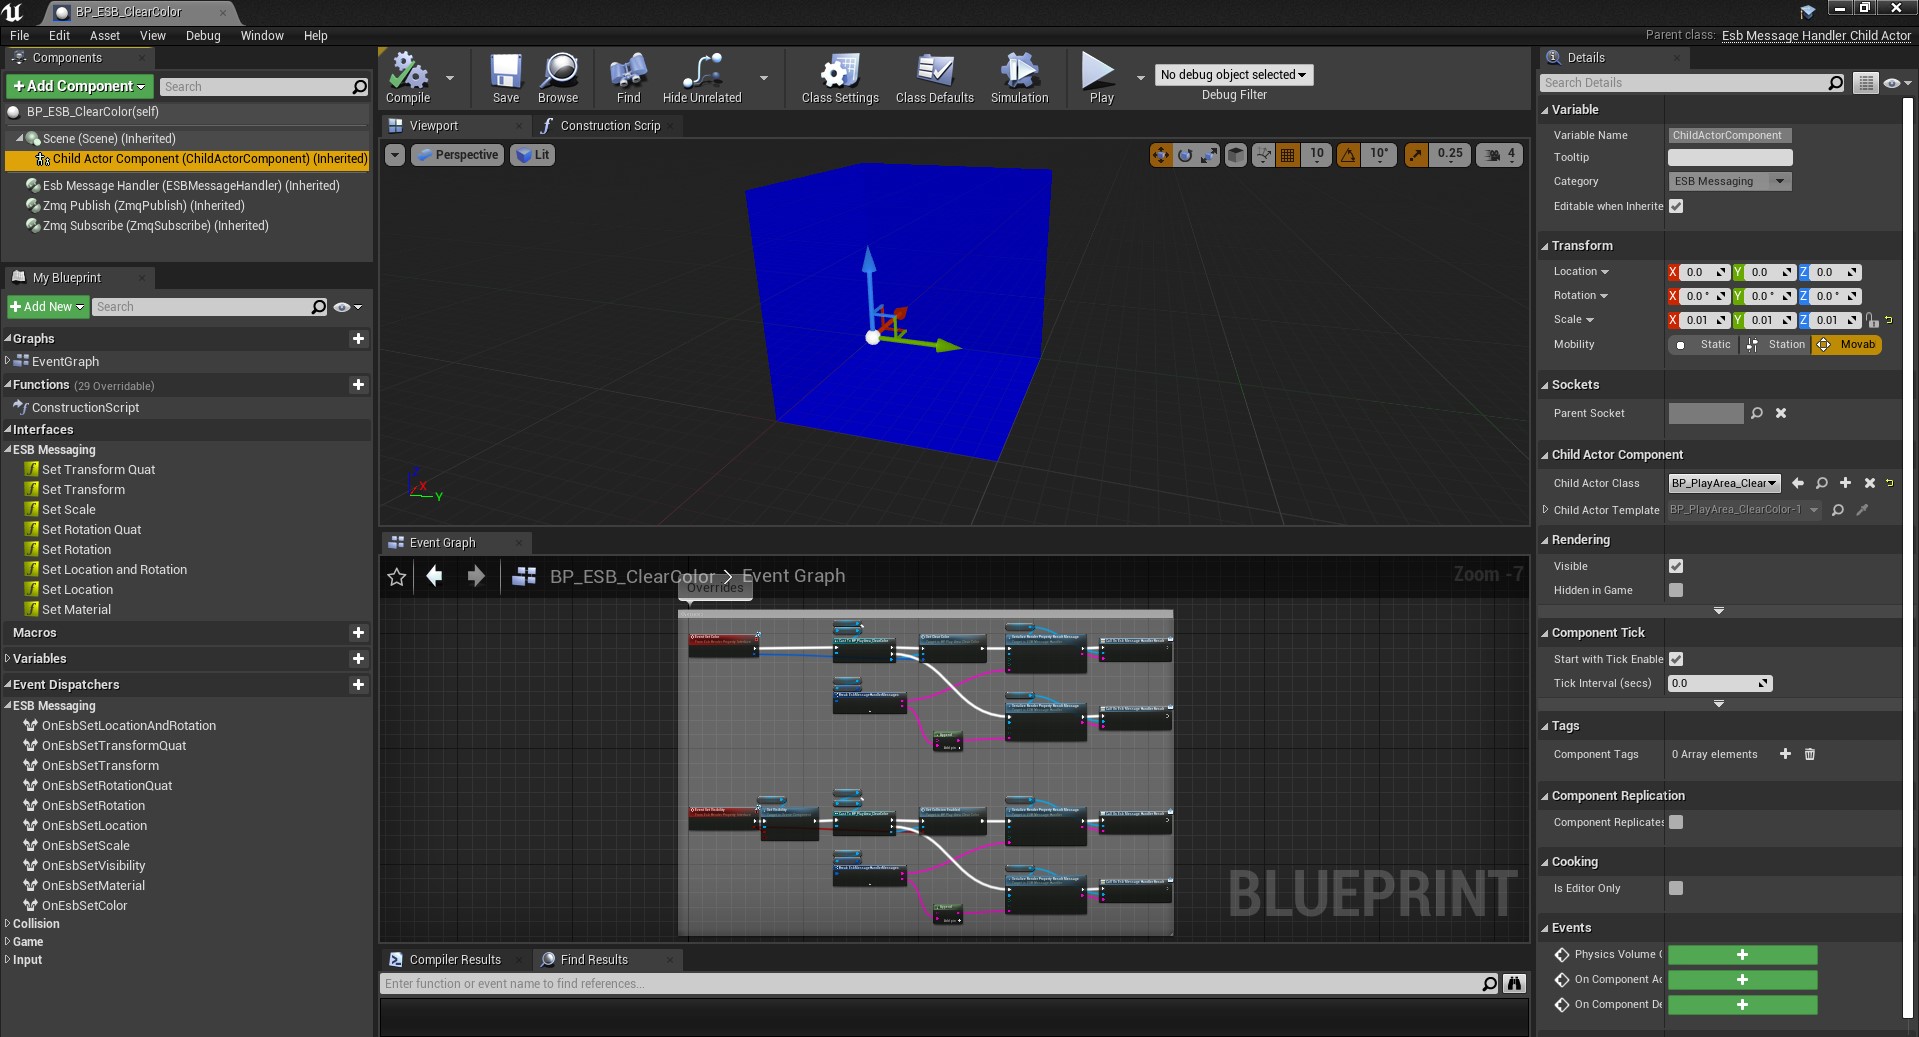 BP_ESB_ClearColor
File Edit Asset View Debug Window Help
Parent class: Esb Message Handler Child Actor
Components
Add Component
Search
BP_ESB_ClearColor(self)
Scene (Scene) (Inherited)
Child Actor Component (ChildActorComponent) (Inherited)
Esb Message Handler (ESBMessageHandler) (Inherited)
Zmq Publish (ZmqPublish) (Inherited)
Zmq Subscribe (ZmqSubscribe) (Inherited)
My Blueprint
Add New
Search
Graphs
EventGraph
Functions (29 Overridable)
ConstructionScript
Interfaces
ESB Messaging
Set Transform Quat
Set Transform
Set Scale
Set Rotation Quat
Set Rotation
Set Location and Rotation
Set Location
Set Material
Macros
Variables
Event Dispatchers
ESB Messaging
OnEsbSetLocationAndRotation
OnEsbSetTransformQuat
OnEsbSetTransform
OnEsbSetRotationQuat
OnEsbSetRotation
OnEsbSetLocation
OnEsbSetScale
OnEsbSetVisibility
OnEsbSetMaterial
OnEsbSetColor
Collision
Game
Input
Compile
Save
Browse
Find
Hide Unrelated
Class Settings
Class Defaults
Simulation
Play
No debug object selected
Debug Filter
Viewport
Construction Scrip
Perspective
Lit
10
10°
0.25
4
Z
X
Y
Event Graph
BP_ESB_ClearColor > Event Graph
Zoom -7
Overrides
BLUEPRINT
Compiler Results
Find Results
Enter function or event name to find references...
Details
Search Details
Variable
Variable Name ChildActorComponent
Tooltip
Category ESB Messaging
Editable when Inherite
Transform
Location X 0.0 Y 0.0 Z 0.0
Rotation X 0.0 ° Y 0.0 ° Z 0.0 °
Scale X 0.01 Y 0.01 Z 0.01
Mobility Static Station Movab
Sockets
Parent Socket
Child Actor Component
Child Actor Class BP_PlayArea_Clear
Child Actor Template BP_PlayArea_ClearColor-1
Rendering
Visible
Hidden in Game
Component Tick
Start with Tick Enable
Tick Interval (secs) 0.0
Tags
Component Tags 0 Array elements
Component Replication
Component Replicates
Cooking
Is Editor Only
Events
Physics Volume C
On Component Ac
On Component De